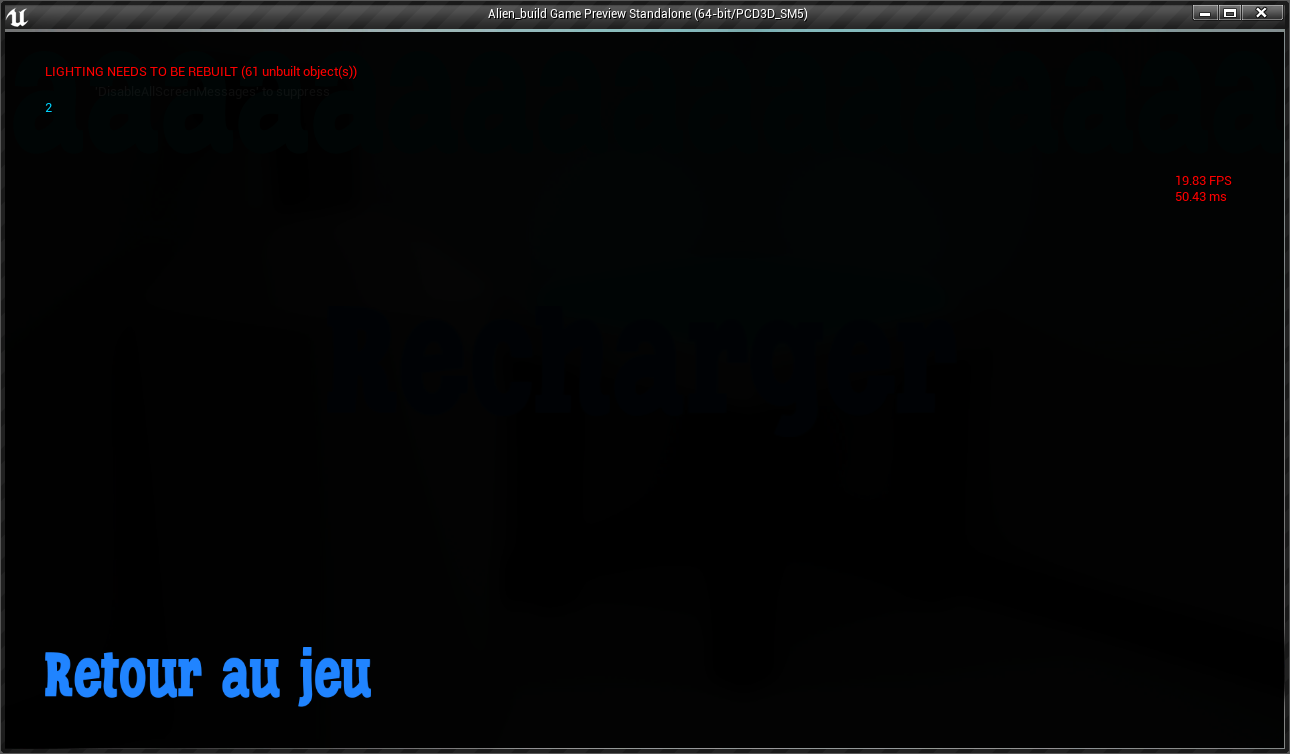 Alien_build Game Preview Standalone (64-bit/PCD3D_SM5)
LIGHTING NEEDS TO BE REBUILT (61 unbuilt object(s))
'DisableAllScreenMessages' to suppress
2
19.83 FPS
50.43 ms
Recharger
Retour au jeu